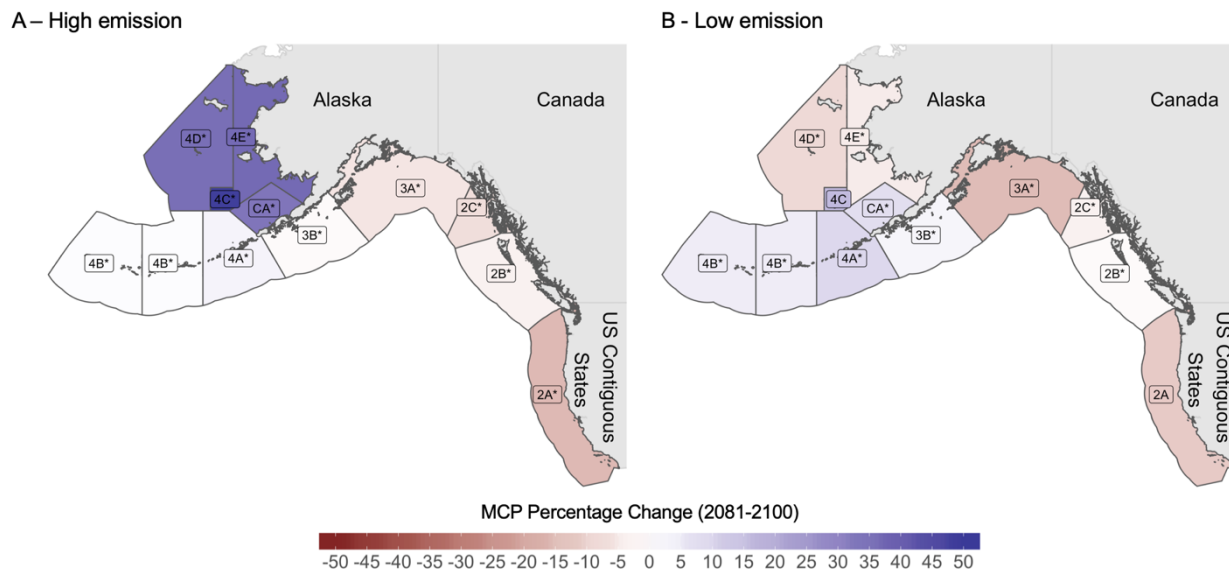 A – High emission
B - Low emission
Alaska
Canada
4D*
4E*
4C*
CA*
3A*
2C*
3B*
4B*
4B*
4A*
2B*
2A*
US Contiguous
States
Alaska
Canada
4D*
4E*
4C
CA*
3A*
2C*
3B*
4B*
4B*
4A*
2B*
2A
US Contiguous
States
MCP Percentage Change (2081-2100)
-50 -45 -40 -35 -30 -25 -20 -15 -10 -5 0 5 10 15 20 25 30 35 40 45 50